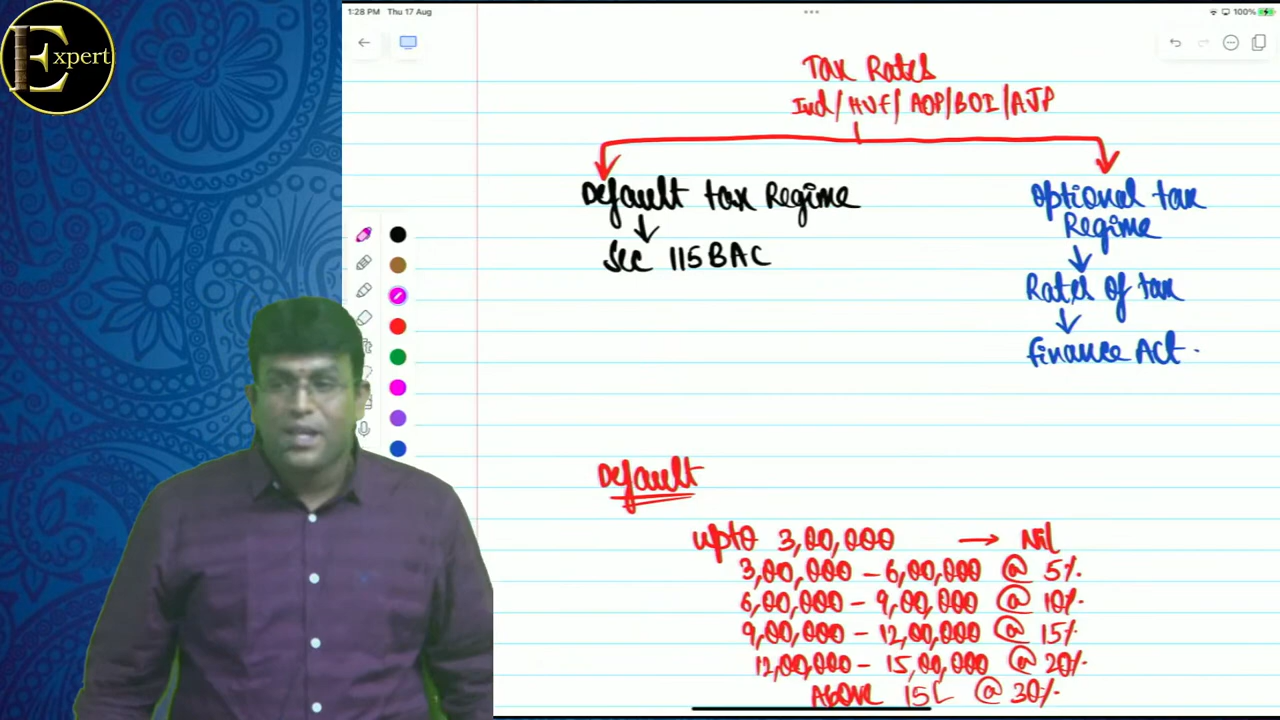 Expert
1:28 PM Thu 17 Aug
100%
Tax Rates
Ind/HUF/AOP/BOI/AJP
Default tax Regime
Sec 115BAC
Optional tax
Regime
Rates of tax
Finance Act.
Default
upto 3,00,000 → Nil
3,00,000 – 6,00,000 @ 5%
6,00,000 – 9,00,000 @ 10%
9,00,000 – 12,00,000 @ 15%
12,00,000 – 15,00,000 @ 20%
Above 15L @ 30%